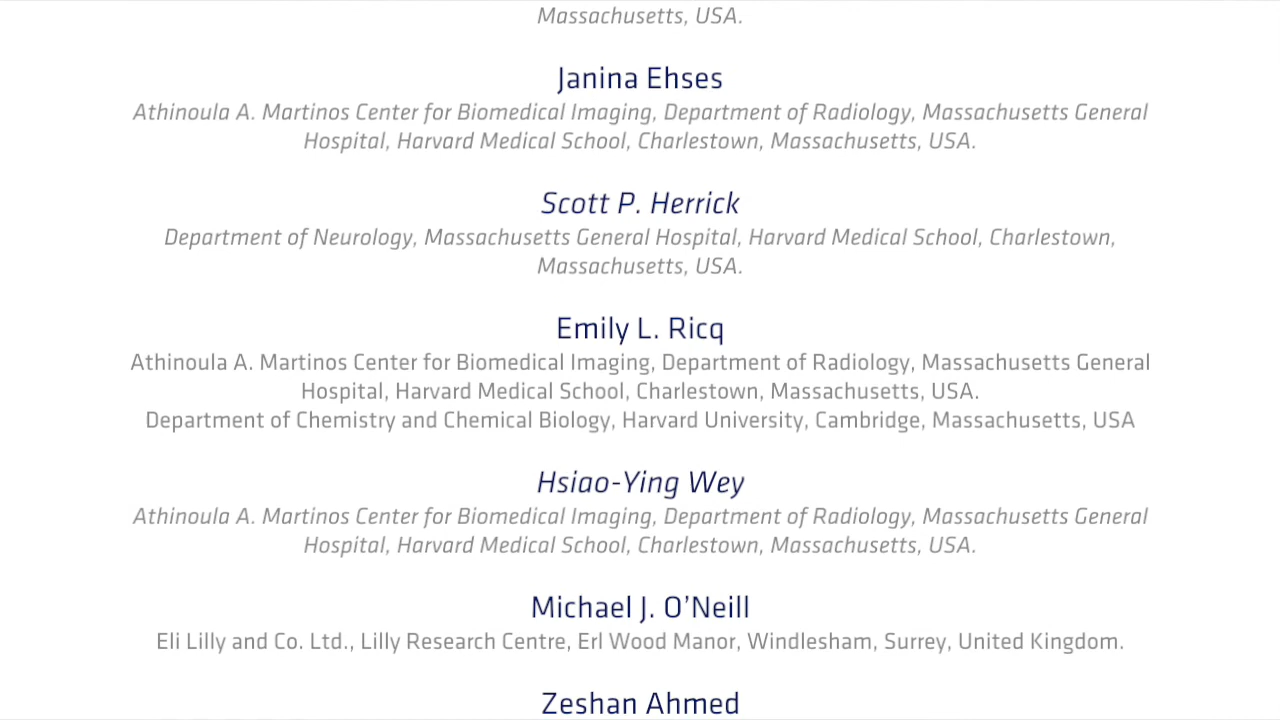 Massachusetts, USA.
Janina Ehses
Athinoula A. Martinos Center for Biomedical Imaging, Department of Radiology, Massachusetts General
Hospital, Harvard Medical School, Charlestown, Massachusetts, USA.
Scott P. Herrick
Department of Neurology, Massachusetts General Hospital, Harvard Medical School, Charlestown,
Massachusetts, USA.
Emily L. Ricq
Athinoula A. Martinos Center for Biomedical Imaging, Department of Radiology, Massachusetts General
Hospital, Harvard Medical School, Charlestown, Massachusetts, USA.
Department of Chemistry and Chemical Biology, Harvard University, Cambridge, Massachusetts, USA
Hsiao-Ying Wey
Athinoula A. Martinos Center for Biomedical Imaging, Department of Radiology, Massachusetts General
Hospital, Harvard Medical School, Charlestown, Massachusetts, USA.
Michael J. O’Neill
Eli Lilly and Co. Ltd., Lilly Research Centre, Erl Wood Manor, Windlesham, Surrey, United Kingdom.
Zeshan Ahmed